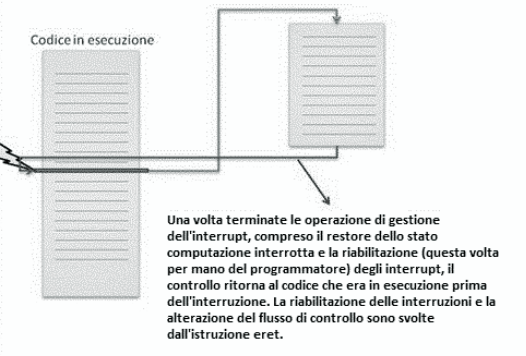 Codice in esecuzione
Una volta terminate le operazione di gestione
dell'interrupt, compreso il restore dello stato
computazione interrotta e la riabilitazione (questa volta
per mano del programmatore) degli interrupt, il
controllo ritorna al codice che era in esecuzione prima
dell'interruzione. La riabilitazione delle interruzioni e la
alterazione del flusso di controllo sono svolte
dall'istruzione eret.